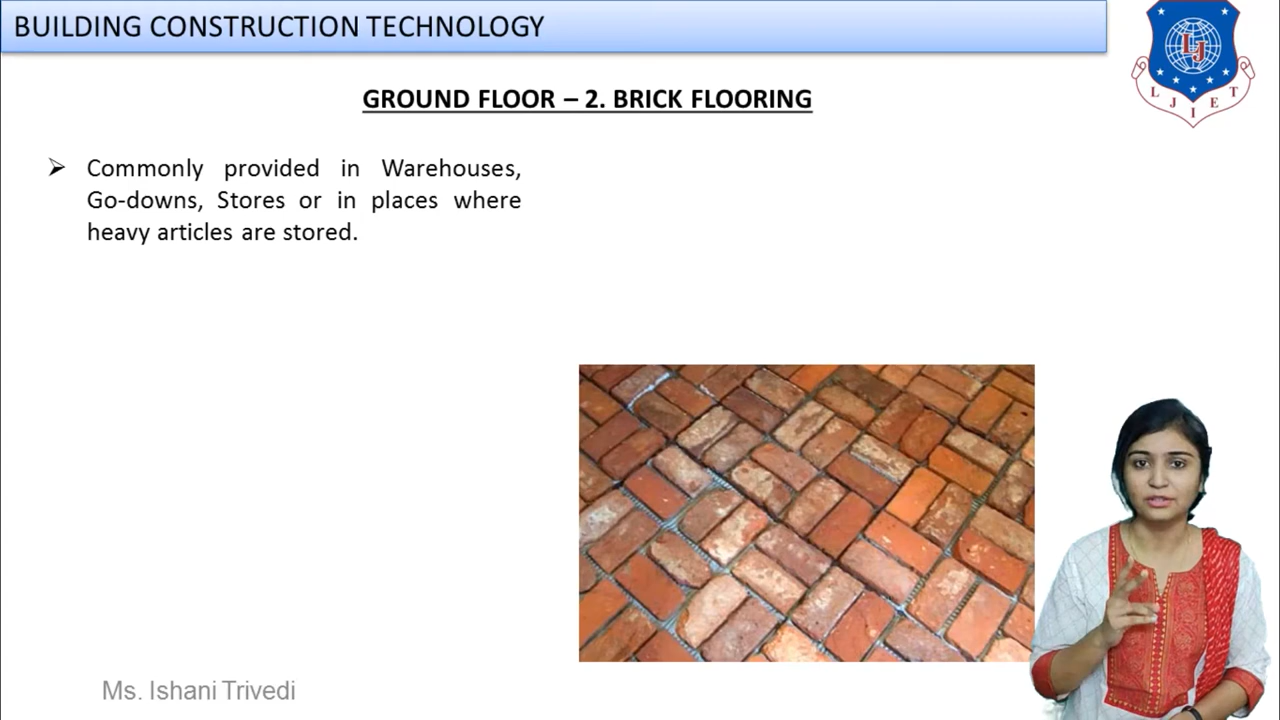 BUILDING CONSTRUCTION TECHNOLOGY
GROUND FLOOR – 2. BRICK FLOORING
➢ Commonly provided in Warehouses,
Go-downs, Stores or in places where
heavy articles are stored.
Ms. Ishani Trivedi
LJ
L J I E T